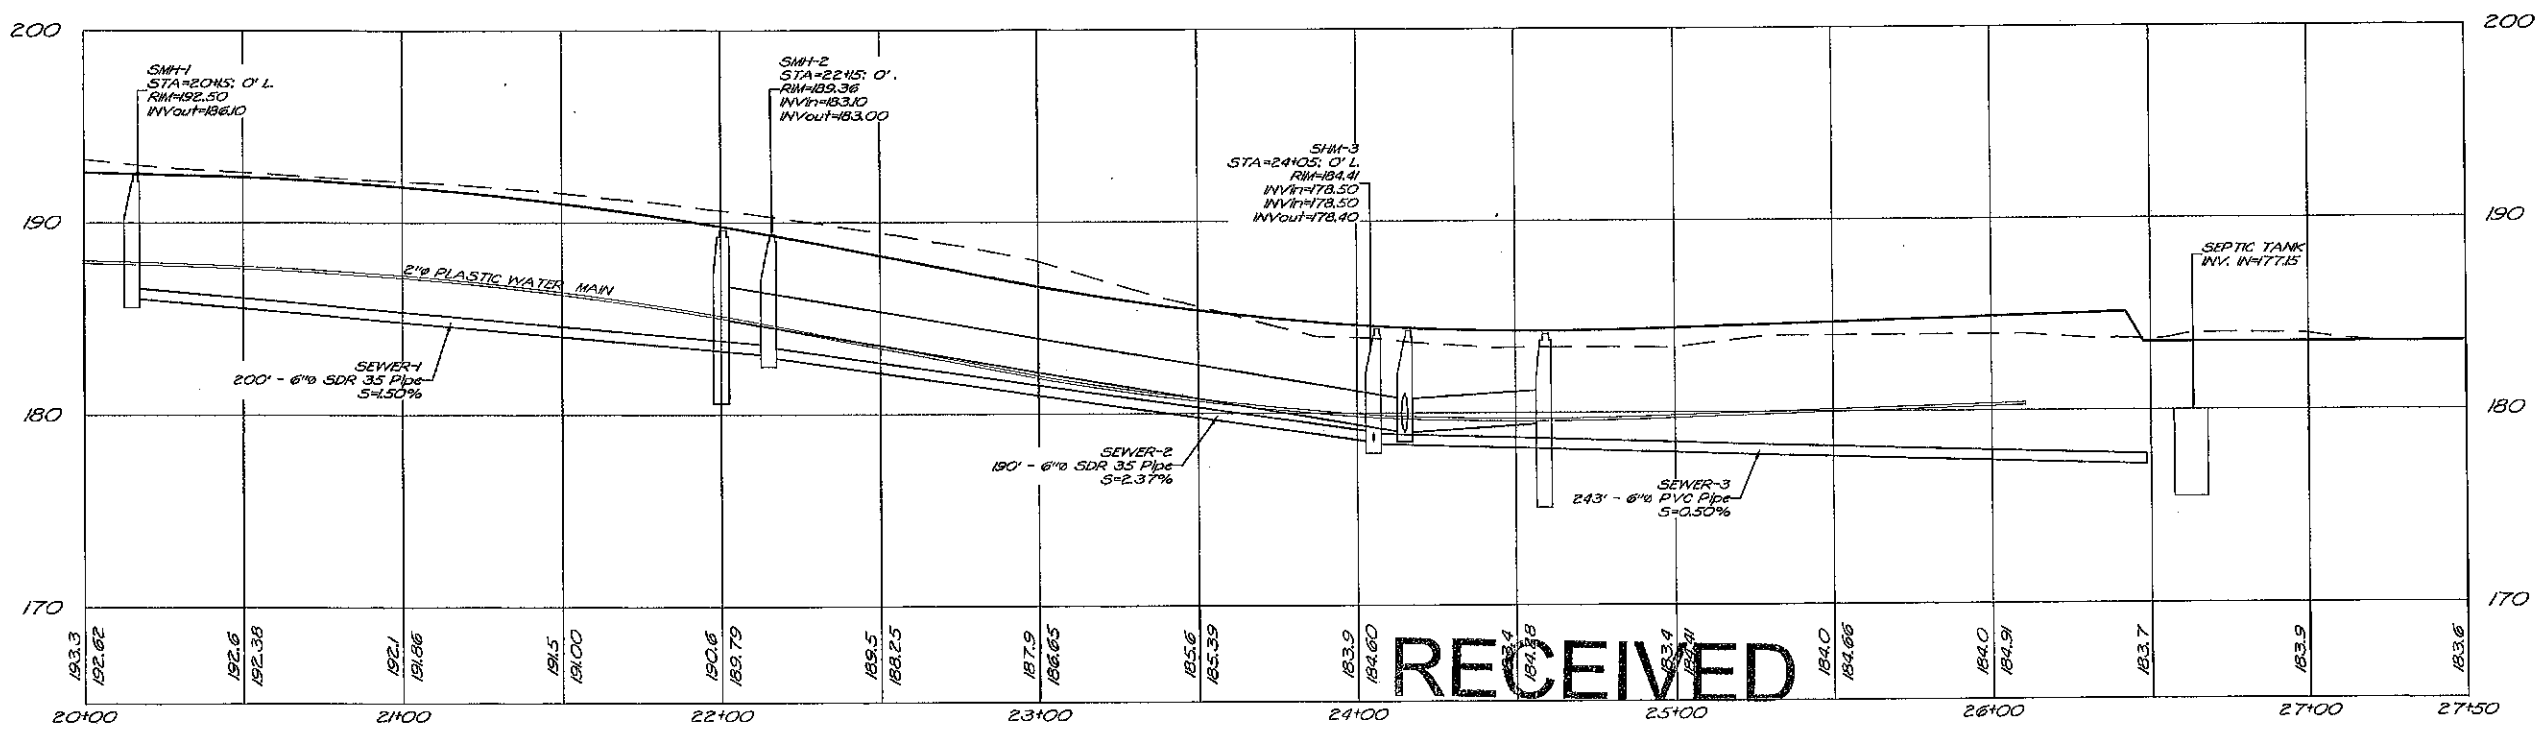 200
200
SMH-1
STA=20+15; 0' L.
RIM=192.50
INVout=186.10
SMH-2
STA=22+15; 0' .
RIM=189.36
INVin=183.10
INVout=183.00
SHM-3
STA=24+05; 0' L.
RIM=184.41
INVin=178.50
INVin=178.50
INVout=178.40
190
190
SEPTIC TANK
INV. IN=177.15
2"ø PLASTIC WATER MAIN
SEWER-1
200' - 6"ø SDR 35 Pipe
S=1.50%
180
180
SEWER-2
190' - 6"ø SDR 35 Pipe
S=2.37%
SEWER-3
243' - 6"ø PVC Pipe
S=0.50%
170
170
193.3
192.62
192.6
192.38
192.1
191.86
191.5
191.00
190.6
189.79
189.5
188.25
187.9
186.65
185.6
185.39
183.9
184.60
183.4
184.38
183.4
184.41
184.0
184.66
184.0
184.91
183.7
183.9
183.6
RECEIVED
20+00
21+00
22+00
23+00
24+00
25+00
26+00
27+00
27+50